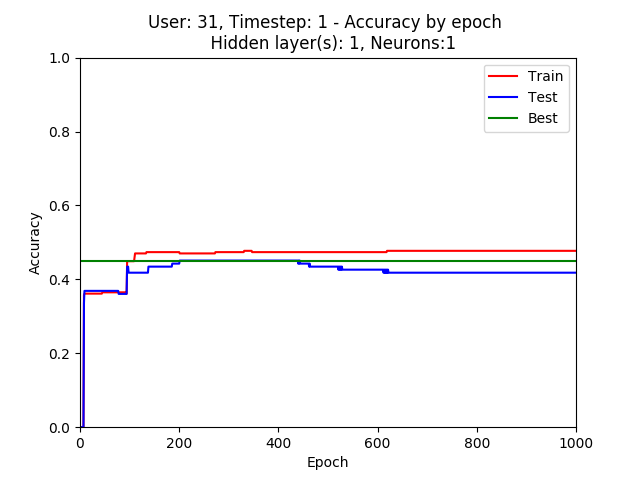 User: 31, Timestep: 1 - Accuracy by epoch
Hidden layer(s): 1, Neurons:1
1.0
0.8
0.6
0.4
0.2
0.0
Accuracy
Train
Test
Best
0 200 400 600 800 1000
Epoch